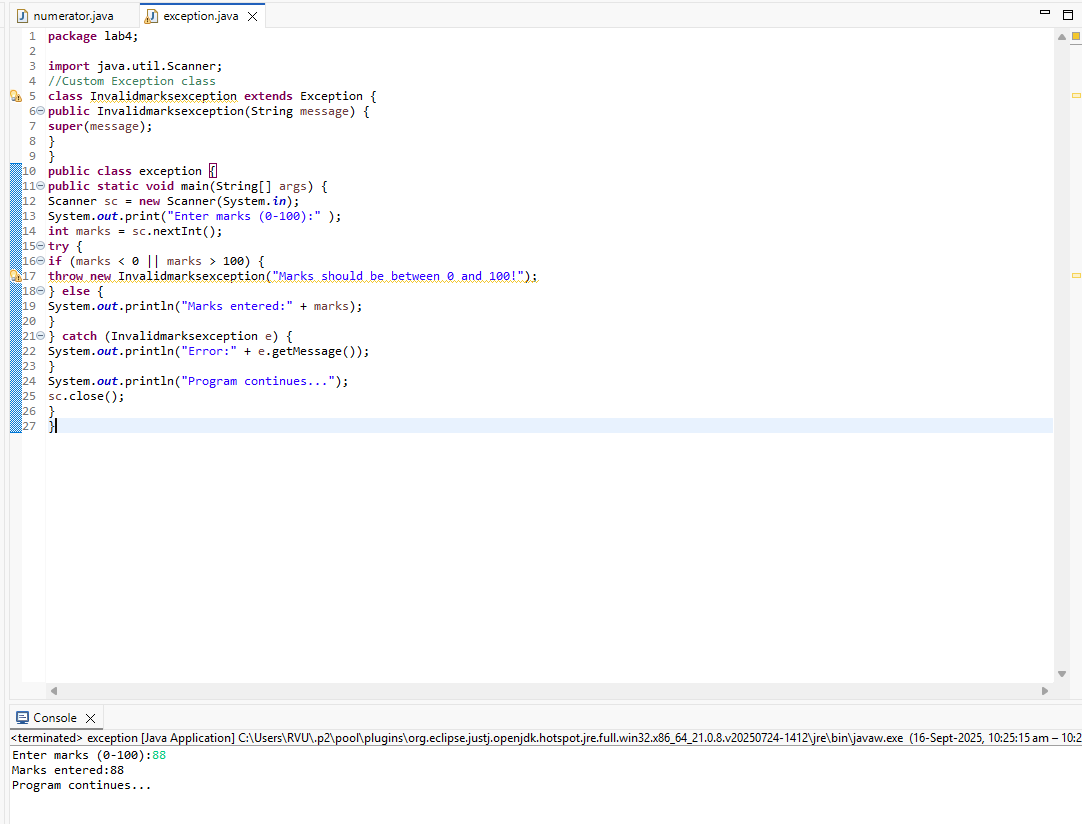 numerator.java exception.java
1 package lab4;
2
3 import java.util.Scanner;
4 //Custom Exception class
5 class Invalidmarksexception extends Exception {
6 public Invalidmarksexception(String message) {
7 super(message);
8 }
9 }
10 public class exception {
11 public static void main(String[] args) {
12 Scanner sc = new Scanner(System.in);
13 System.out.print("Enter marks (0-100):" );
14 int marks = sc.nextInt();
15 try {
16 if (marks < 0 || marks > 100) {
17 throw new Invalidmarksexception("Marks should be between 0 and 100!");
18 } else {
19 System.out.println("Marks entered:" + marks);
20 }
21 } catch (Invalidmarksexception e) {
22 System.out.println("Error:" + e.getMessage());
23 }
24 System.out.println("Program continues...");
25 sc.close();
26 }
27 }
Console
<terminated> exception [Java Application] C:\Users\RVU\.p2\pool\plugins\org.eclipse.justj.openjdk.hotspot.jre.full.win32.x86_64_21.0.8.v20250724-1412\jre\bin\javaw.exe (16-Sept-2025, 10:25:15 am – 10:2
Enter marks (0-100):88
Marks entered:88
Program continues...